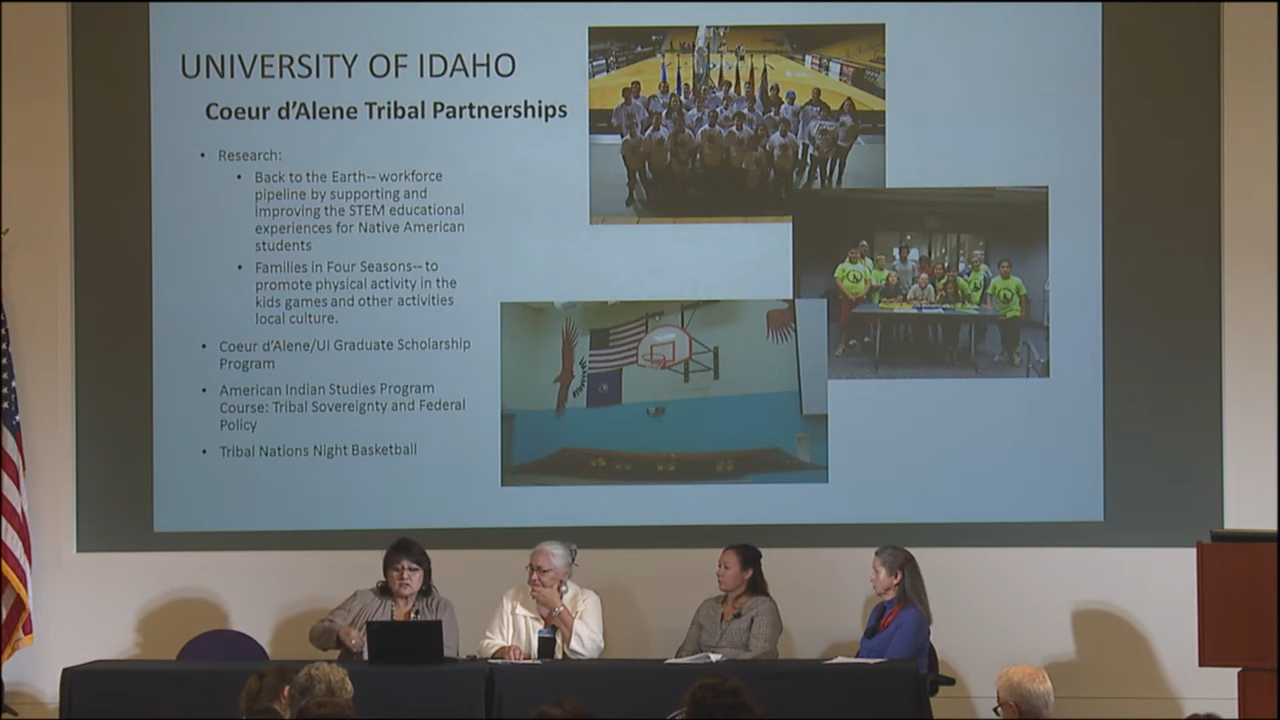 UNIVERSITY OF IDAHO
Coeur d'Alene Tribal Partnerships
• Research:
• Back to the Earth-- workforce
pipeline by supporting and
improving the STEM educational
experiences for Native American
students
• Families in Four Seasons-- to
promote physical activity in the
kids games and other activities
local culture.
• Coeur d'Alene/UI Graduate Scholarship
Program
• American Indian Studies Program
Course: Tribal Sovereignty and Federal
Policy
• Tribal Nations Night Basketball